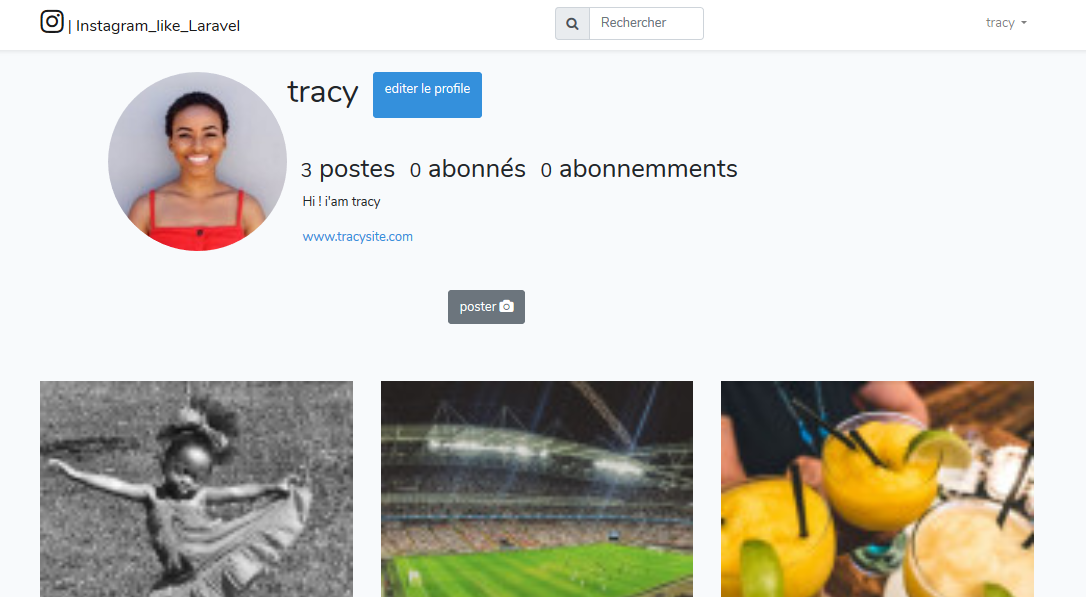 | Instagram_like_Laravel
Rechercher
tracy
tracy
editer le profile
3 postes 0 abonnés 0 abonnemments
Hi ! i'am tracy
www.tracysite.com
poster